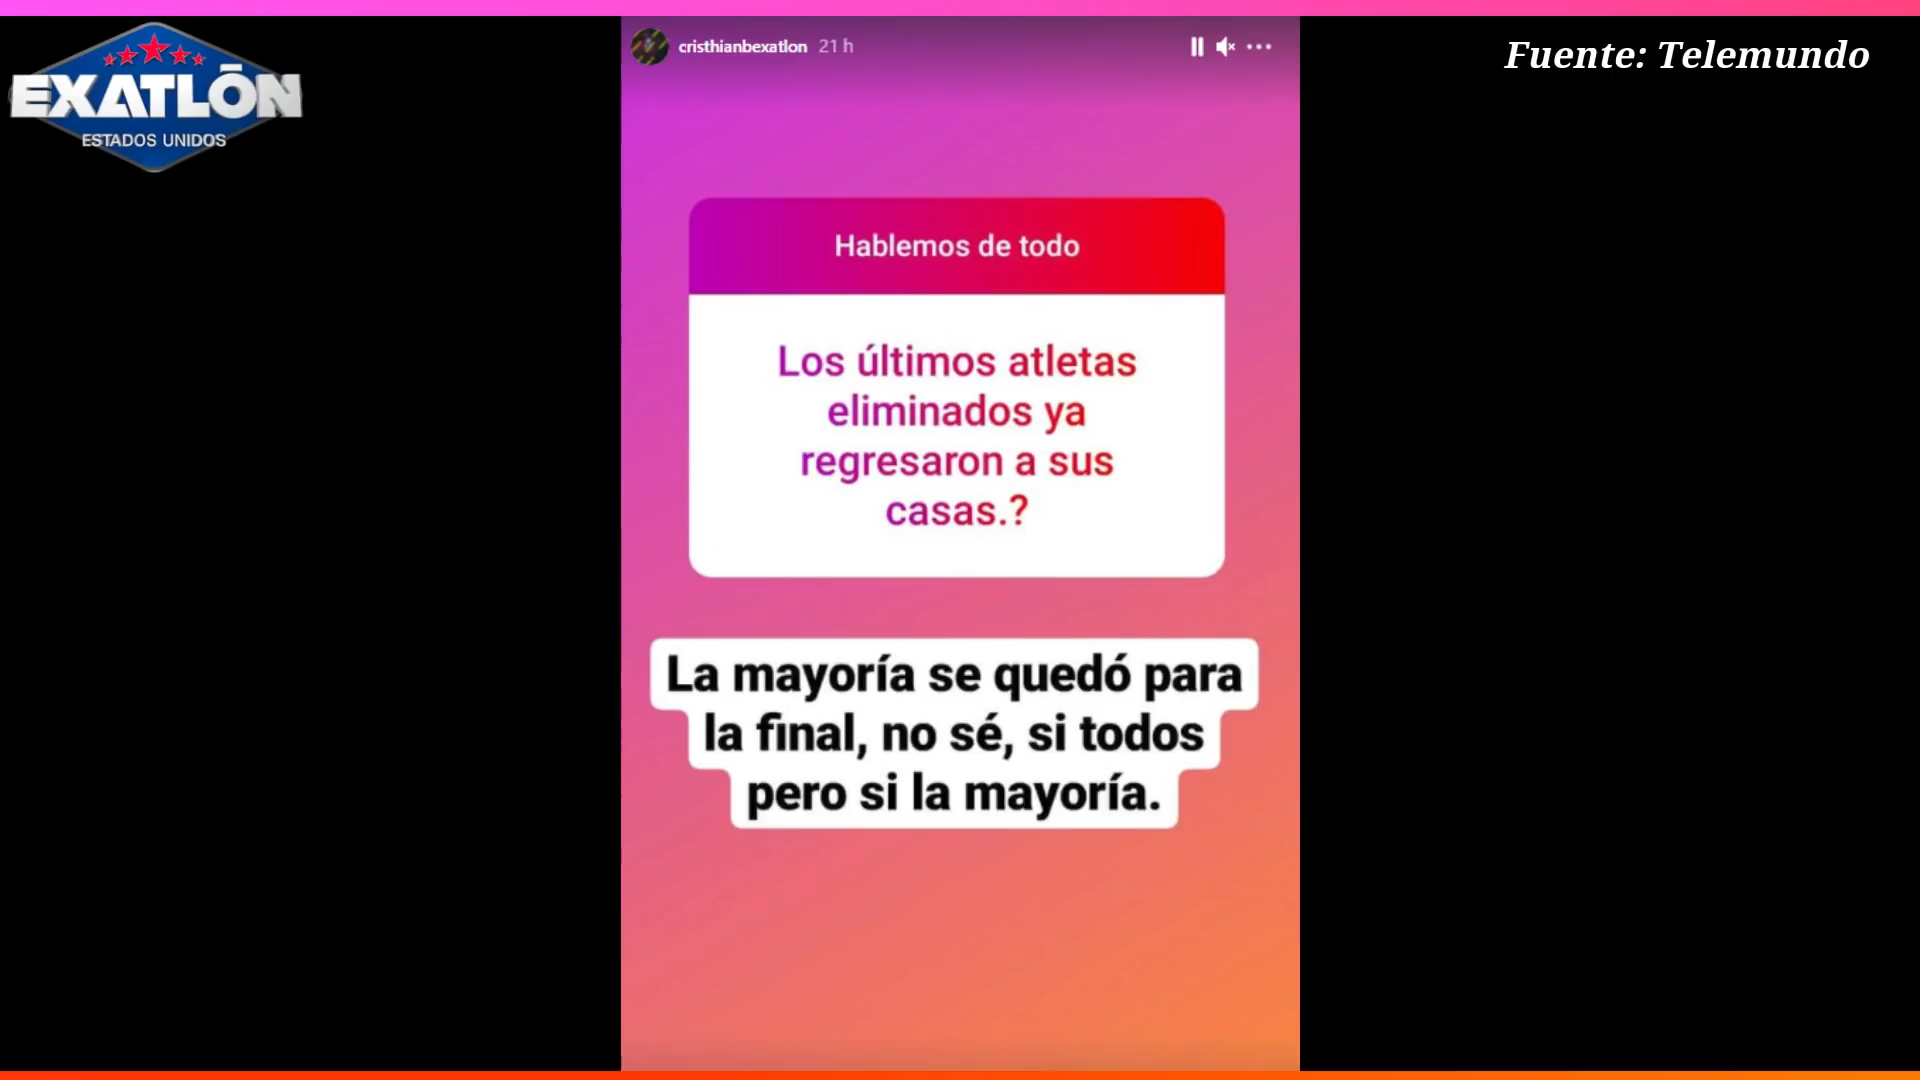 EXATLŌN
ESTADOS UNIDOS
cristhianbexatlon 21 h
Fuente: Telemundo
Hablemos de todo
Los últimos atletas
eliminados ya
regresaron a sus
casas.?
La mayoría se quedó para
la final, no sé, si todos
pero si la mayoría.